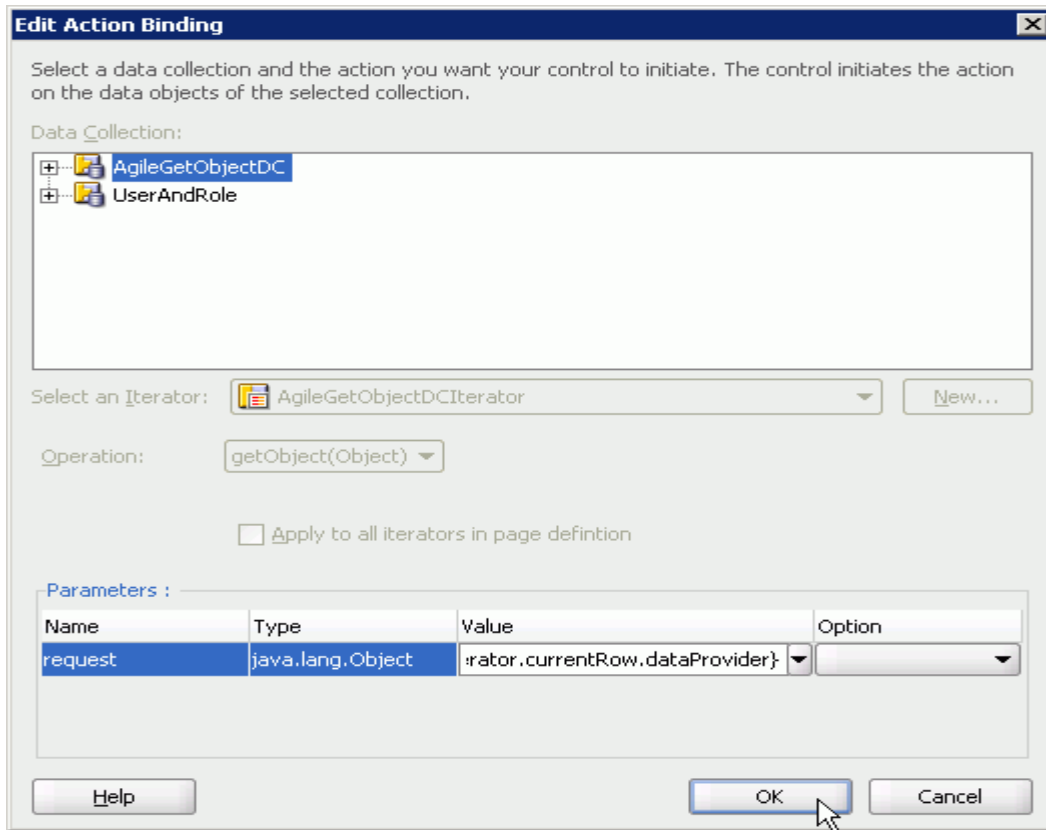 Edit Action Binding
Select a data collection and the action you want your control to initiate. The control initiates the action
on the data objects of the selected collection.
Data Collection:
AgileGetObjectDC
UserAndRole
Select an Iterator: AgileGetObjectDCIterator New...
Operation: getObject(Object)
Apply to all iterators in page defintion
Parameters :
Name Type Value Option
request java.lang.Object rator.currentRow.dataProvider}
Help OK Cancel